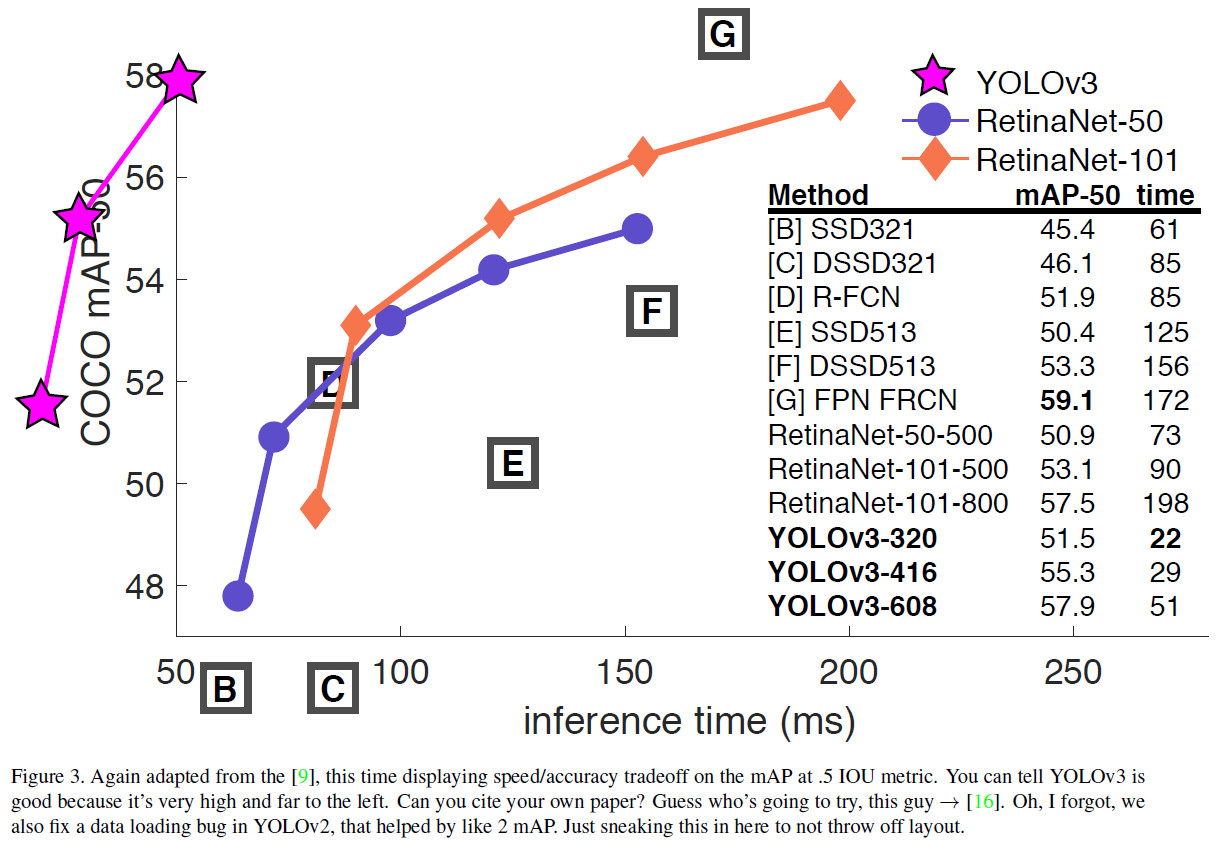 G
58
YOLOv3
RetinaNet-50
RetinaNet-101
56
COCO mAP-50
Method mAP-50 time
[B] SSD321 45.4 61
[C] DSSD321 46.1 85
[D] R-FCN 51.9 85
[E] SSD513 50.4 125
[F] DSSD513 53.3 156
[G] FPN FRCN 59.1 172
RetinaNet-50-500 50.9 73
RetinaNet-101-500 53.1 90
RetinaNet-101-800 57.5 198
YOLOv3-320 51.5 22
YOLOv3-416 55.3 29
YOLOv3-608 57.9 51
54
F
D
52
E
50
48
50 100 150 200 250
B C
inference time (ms)
Figure 3. Again adapted from the [9], this time displaying speed/accuracy tradeoff on the mAP at .5 IOU metric. You can tell YOLOv3 is
good because it's very high and far to the left. Can you cite your own paper? Guess who's going to try, this guy → [16]. Oh, I forgot, we
also fix a data loading bug in YOLOv2, that helped by like 2 mAP. Just sneaking this in here to not throw off layout.